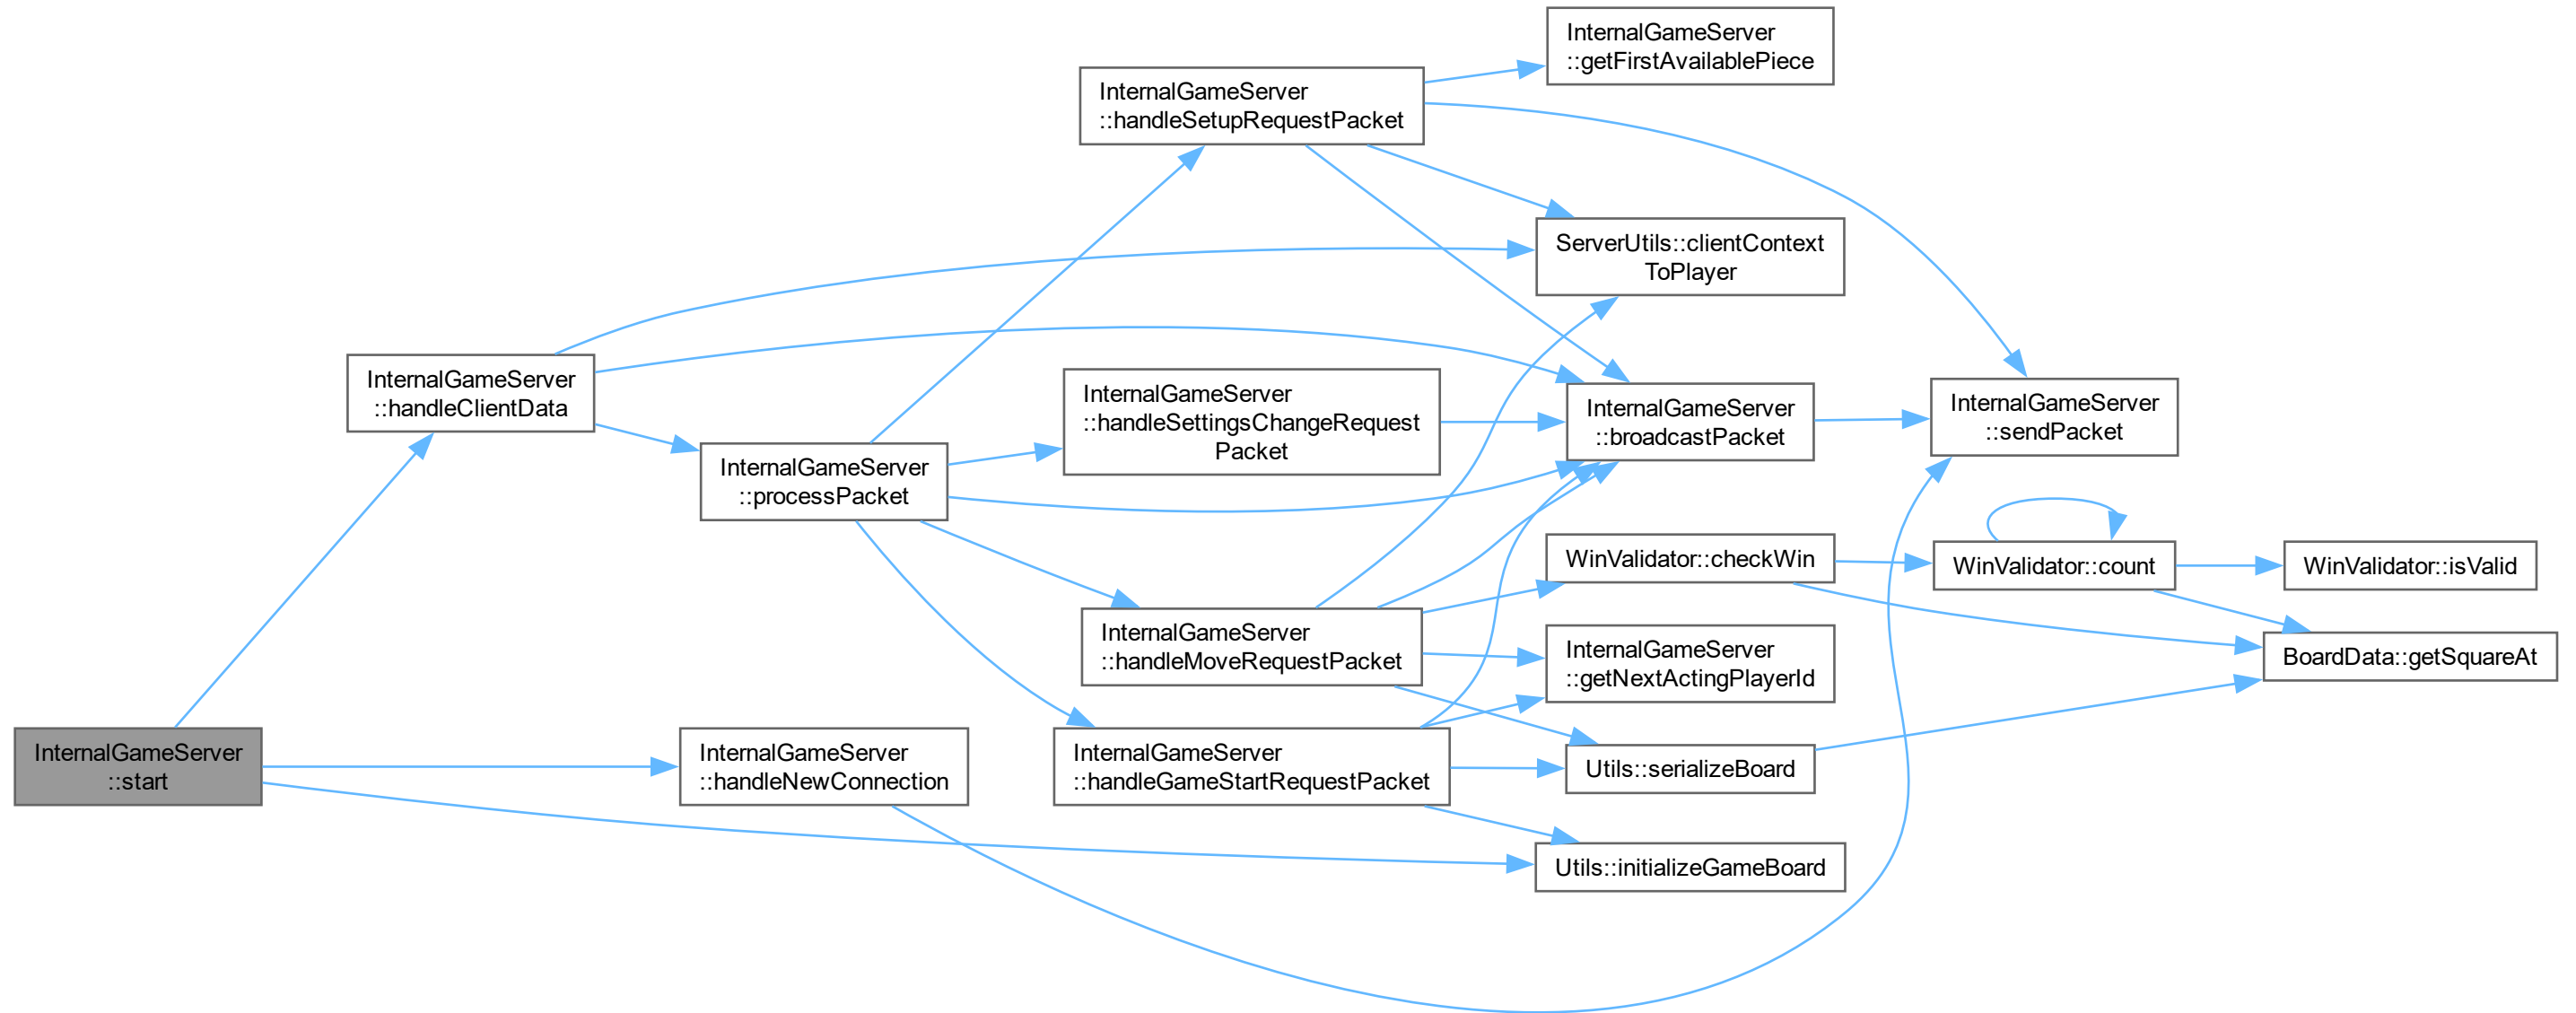 InternalGameServer
::start
InternalGameServer
::handleClientData
InternalGameServer
::handleNewConnection
InternalGameServer
::processPacket
InternalGameServer
::handleSetupRequestPacket
InternalGameServer
::handleSettingsChangeRequest
Packet
InternalGameServer
::handleMoveRequestPacket
InternalGameServer
::handleGameStartRequestPacket
InternalGameServer
::getFirstAvailablePiece
ServerUtils::clientContext
ToPlayer
InternalGameServer
::broadcastPacket
WinValidator::checkWin
InternalGameServer
::getNextActingPlayerId
Utils::serializeBoard
Utils::initializeGameBoard
InternalGameServer
::sendPacket
WinValidator::count
WinValidator::isValid
BoardData::getSquareAt